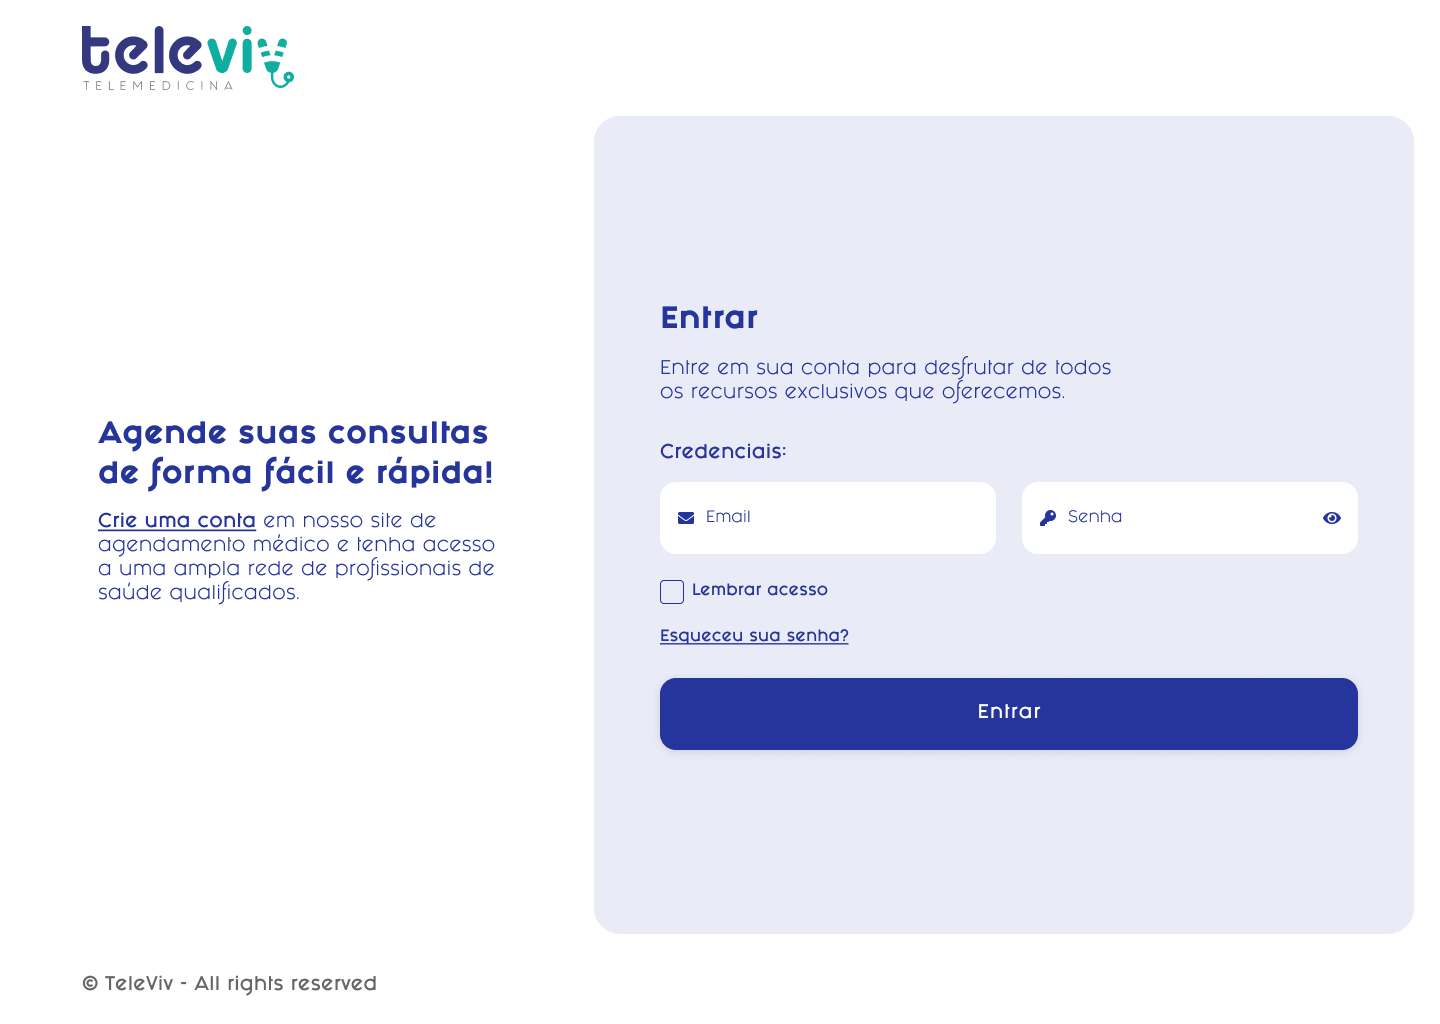 televiv
TELEMEDICINA
Agende suas consultas
de forma fácil e rápida!
Crie uma conta em nosso site de
agendamento médico e tenha acesso
a uma ampla rede de profissionais de
saúde qualificados.
Entrar
Entre em sua conta para desfrutar de todos
os recursos exclusivos que oferecemos.
Credenciais:
Email
Senha
Lembrar acesso
Esqueceu sua senha?
Entrar
© TeleViv - All rights reserved